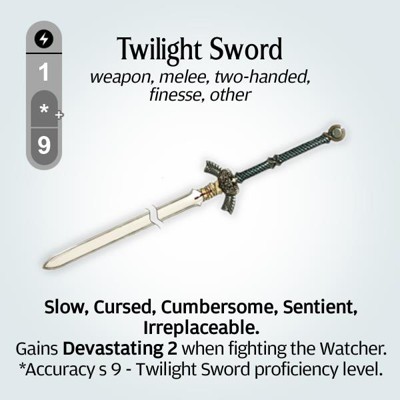 Twilight Sword
weapon, melee, two-handed,
finesse, other
1
*
+
9
Slow, Cursed, Cumbersome, Sentient,
Irreplaceable.
Gains Devastating 2 when fighting the Watcher.
*Accuracy s 9 - Twilight Sword proficiency level.